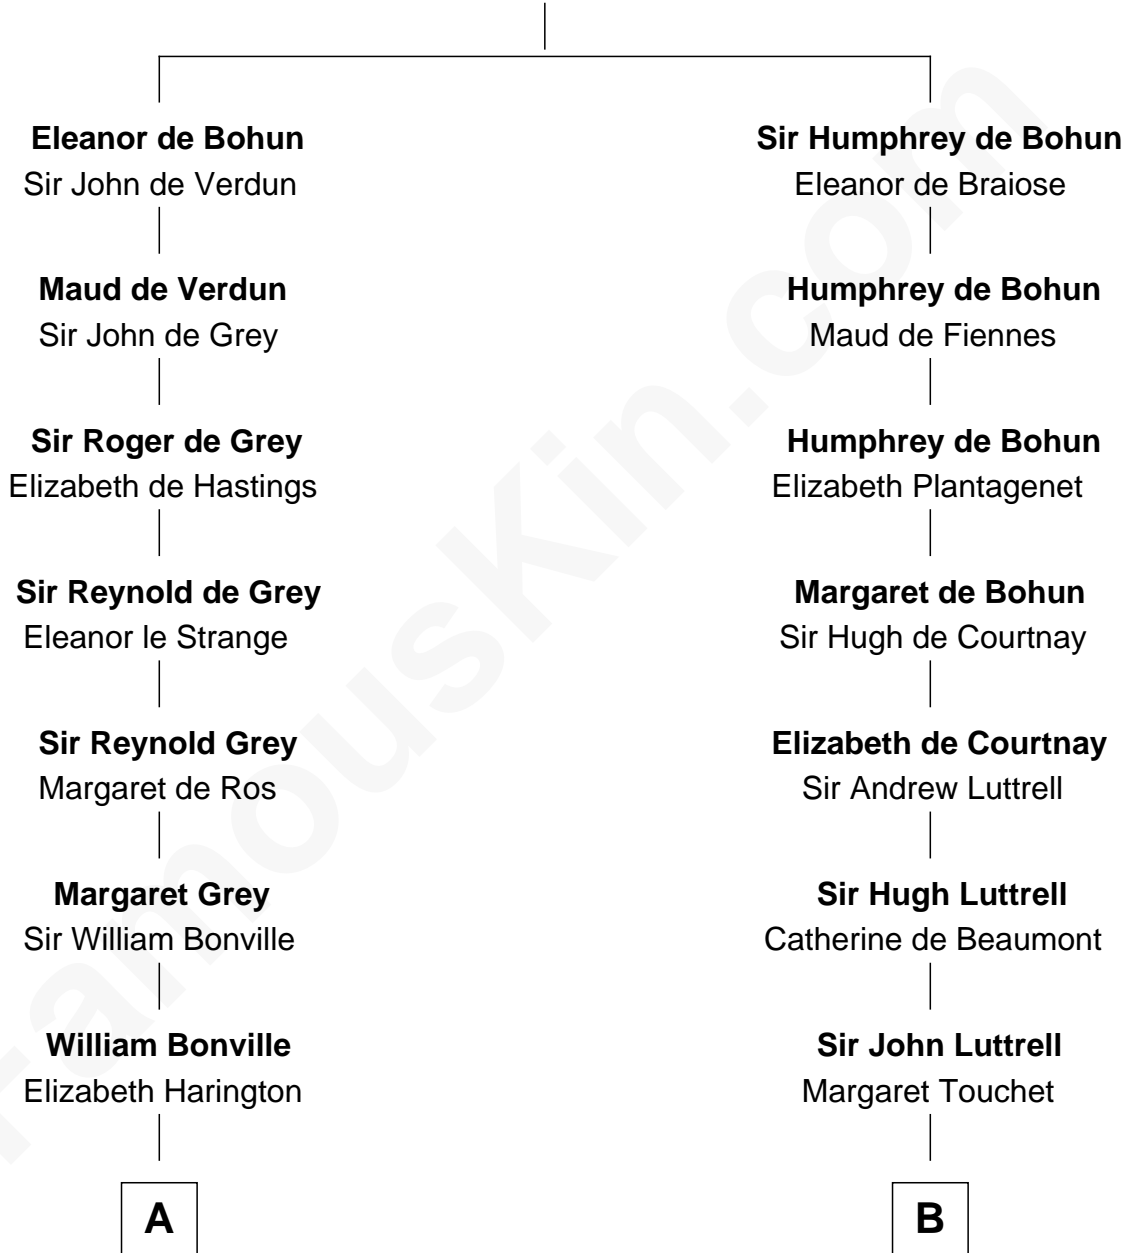 Eleanor de Bohun
Sir John de Verdun
Maud de Verdun
Sir John de Grey
Sir Roger de Grey
Elizabeth de Hastings
Sir Reynold de Grey
Eleanor le Strange
Sir Reynold Grey
Margaret de Ros
Margaret Grey
Sir William Bonville
William Bonville
Elizabeth Harington
A
Sir Humphrey de Bohun
Eleanor de Braiose
Humphrey de Bohun
Maud de Fiennes
Humphrey de Bohun
Elizabeth Plantagenet
Margaret de Bohun
Sir Hugh de Courtnay
Elizabeth de Courtnay
Sir Andrew Luttrell
Sir Hugh Luttrell
Catherine de Beaumont
Sir John Luttrell
Margaret Touchet
B
FamousKin.com